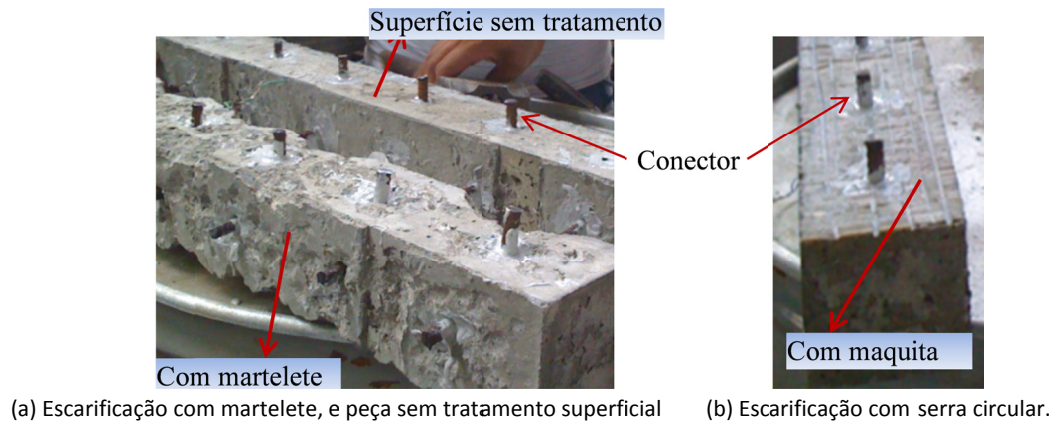 Superfície sem tratamento
Conector
Com martelete
Com maquita
(a) Escarificação com martelete, e peça sem tratamento superficial
(b) Escarificação com serra circular.